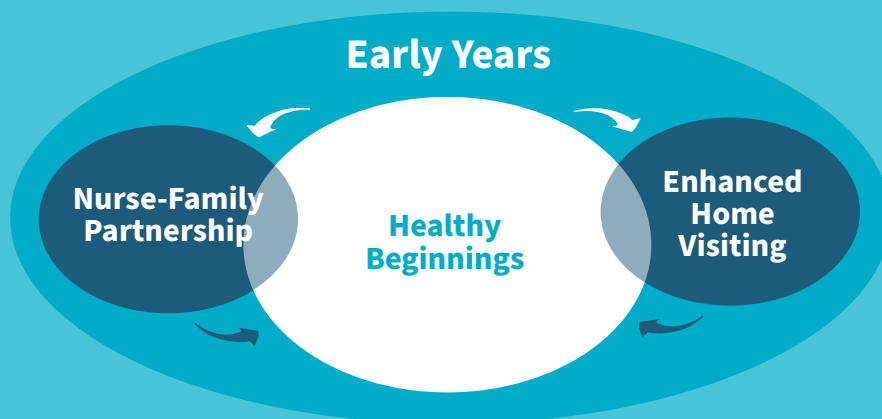 Early Years
Nurse-Family
Partnership
Healthy
Beginnings
Enhanced
Home
Visiting